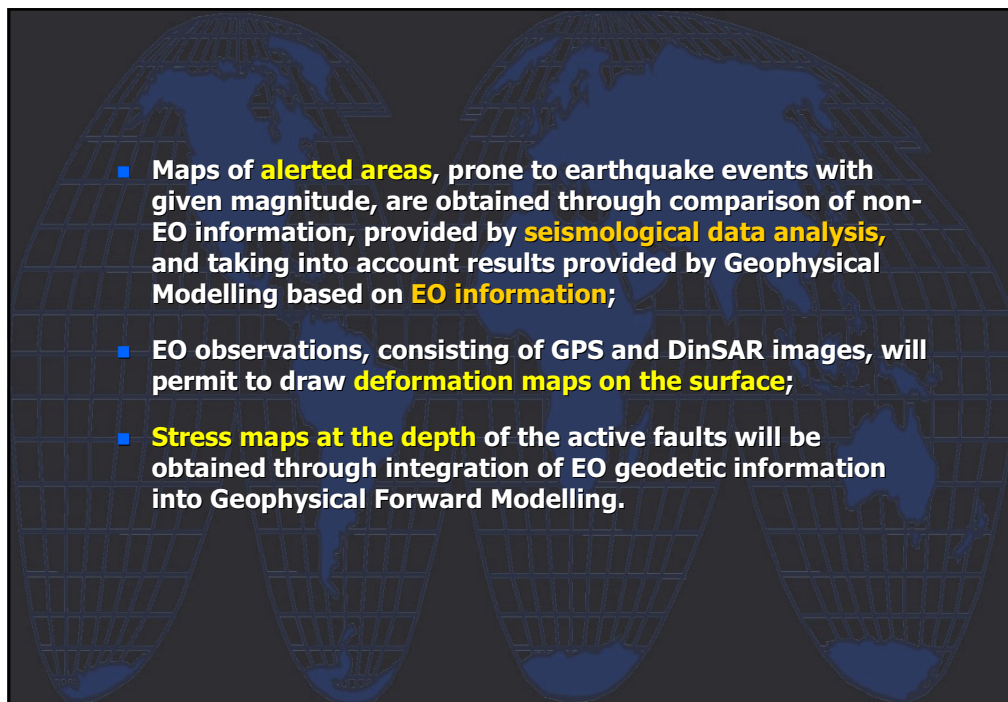 Maps of alerted areas, prone to earthquake events with
given magnitude, are obtained through comparison of non-
EO information, provided by seismological data analysis,
and taking into account results provided by Geophysical
Modelling based on EO information;
EO observations, consisting of GPS and DinSAR images, will
permit to draw deformation maps on the surface;
Stress maps at the depth of the active faults will be
obtained through integration of EO geodetic information
into Geophysical Forward Modelling.